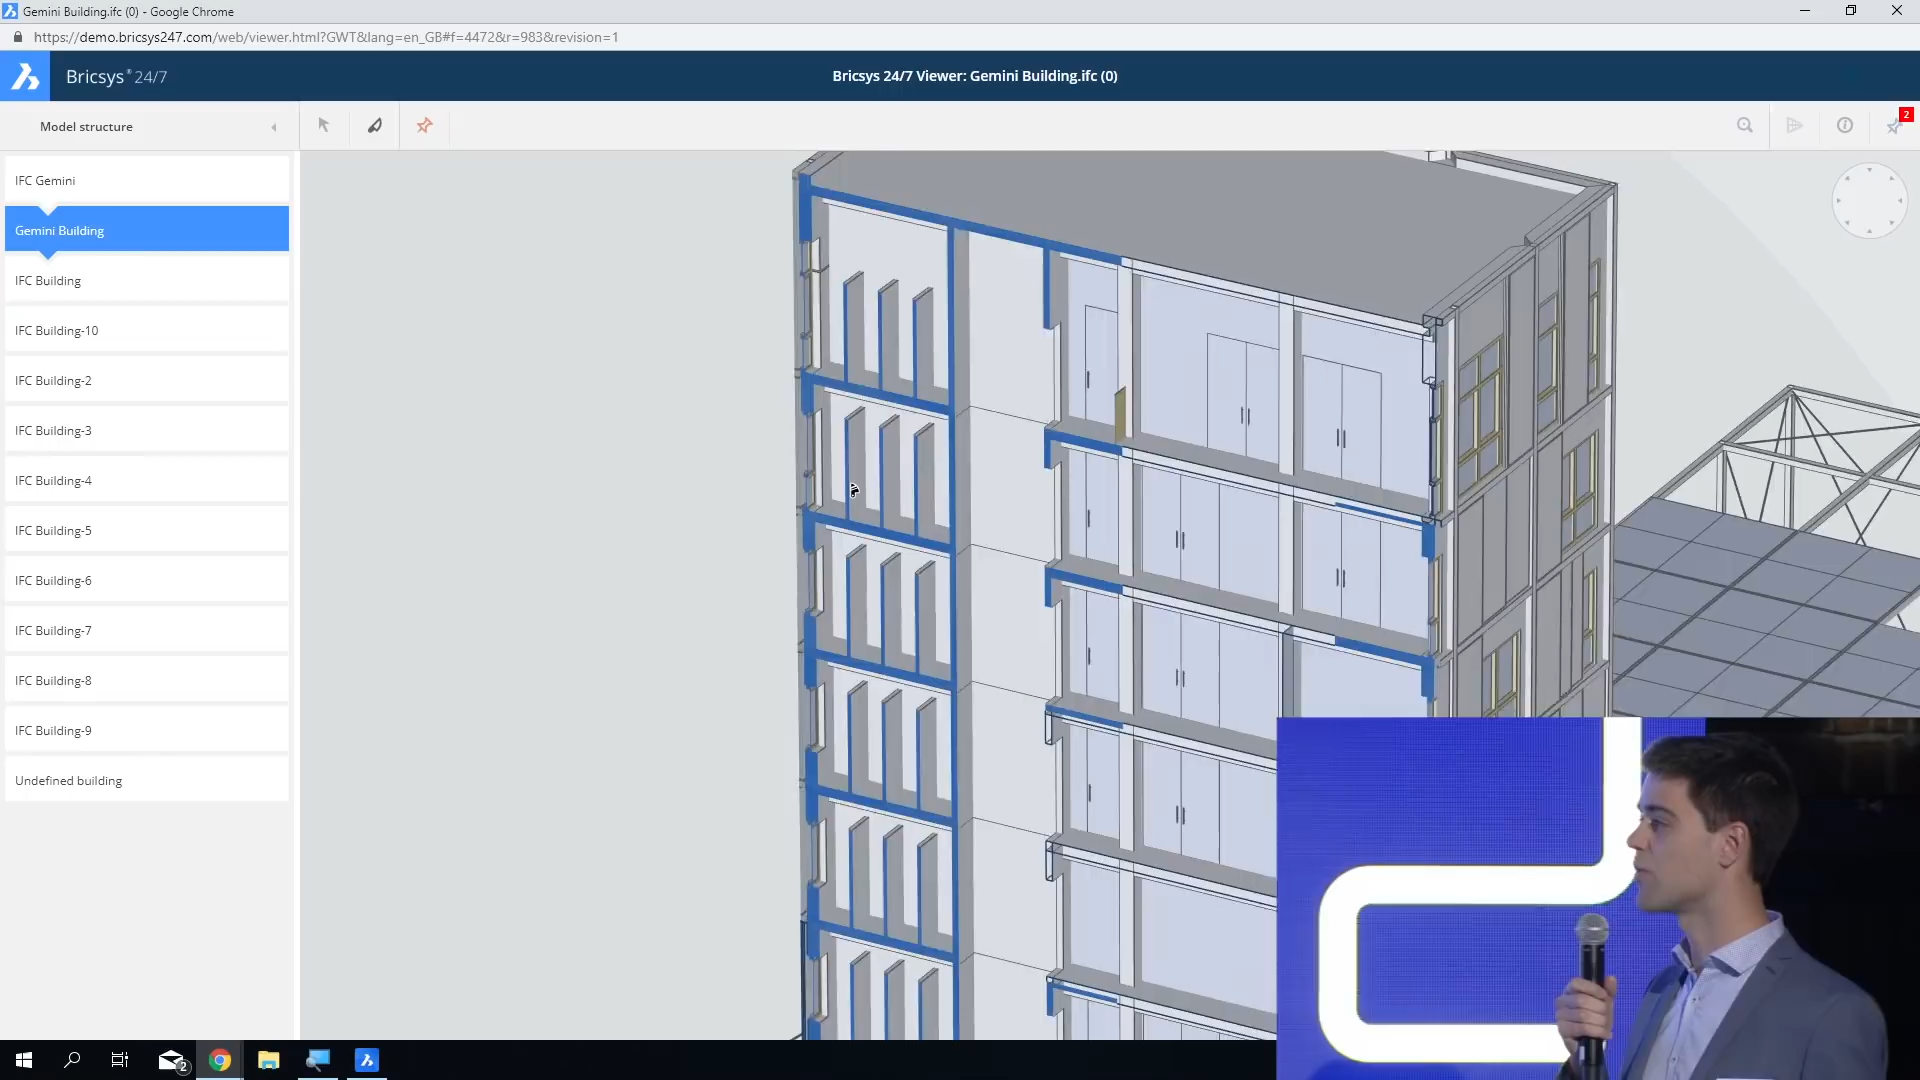 Gemini Building.ifc (0) - Google Chrome
https://demo.bricsys247.com/web/viewer.html?GWT&lang=en_GB#f=4472&r=983&revision=1
Bricsys® 24/7
Bricsys 24/7 Viewer: Gemini Building.ifc (0)
Model structure
2
IFC Gemini
Gemini Building
IFC Building
IFC Building-10
IFC Building-2
IFC Building-3
IFC Building-4
IFC Building-5
IFC Building-6
IFC Building-7
IFC Building-8
IFC Building-9
Undefined building
2